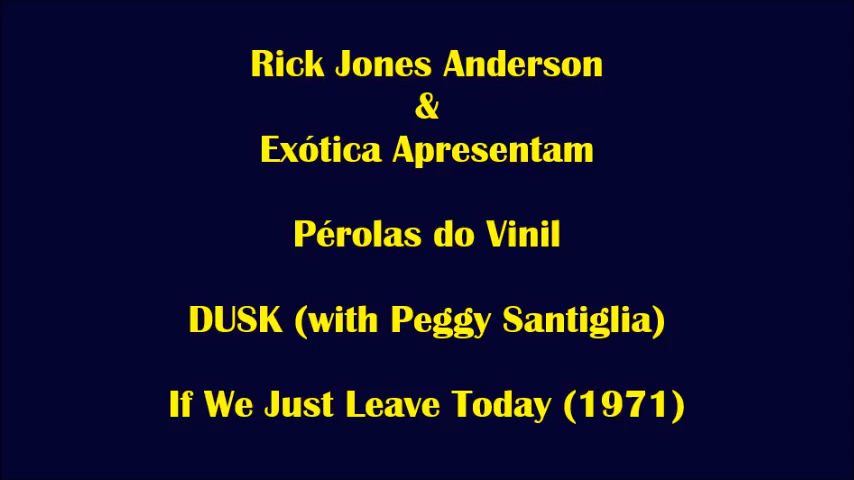 Rick Jones Anderson
&
Exótica Apresentam
Pérolas do Vinil
DUSK (with Peggy Santiglia)
If We Just Leave Today (1971)